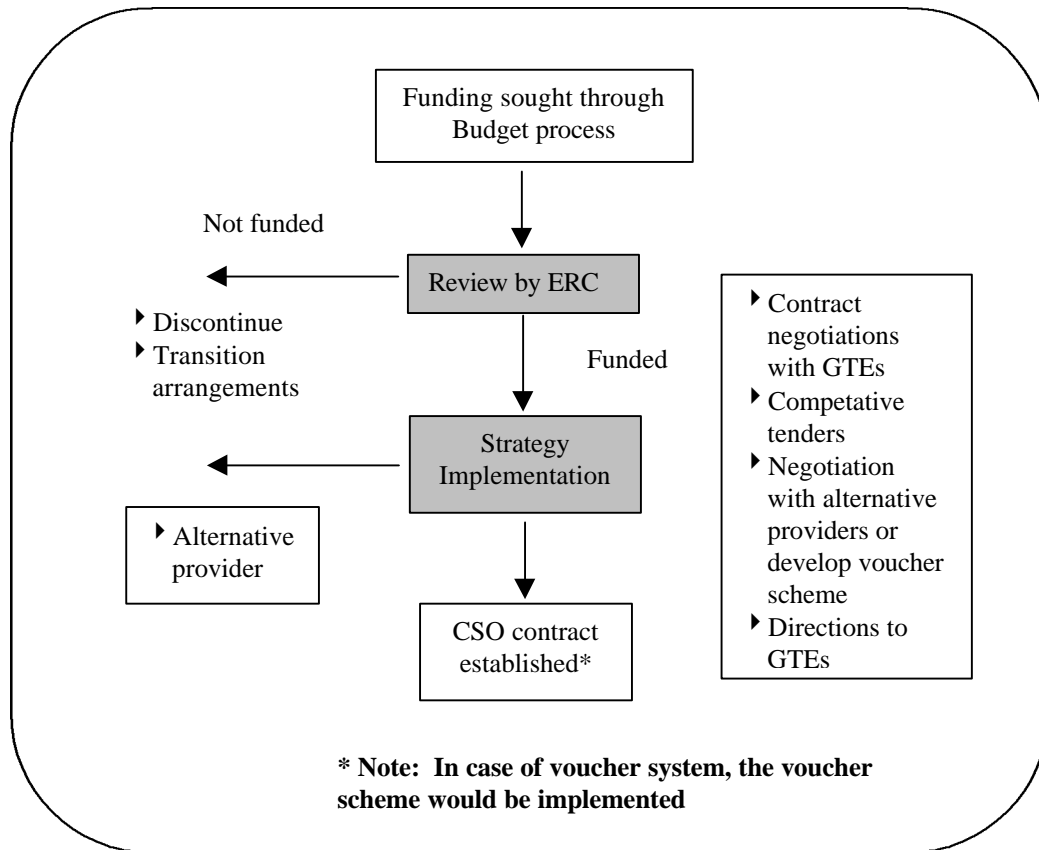 Funding sought through
Budget process
Not funded
Review by ERC
Discontinue
Transition
arrangements
Funded
Contract
negotiations
with GTEs
Competative
tenders
Negotiation
with alternative
providers or
develop voucher
scheme
Directions to
GTEs
Strategy
Implementation
Alternative
provider
CSO contract
established*
* Note: In case of voucher system, the voucher
scheme would be implemented